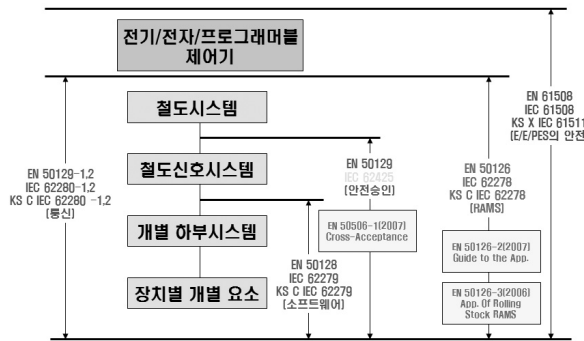 전기/전자/프로그래머블
제어기
철도시스템
철도신호시스템
개별 하부시스템
장치별 개별 요소
EN 50129-1,2
IEC 62280-1,2
KS C IEC 62280 -1,2
[통신]
EN 50128
IEC 62279
KS C IEC 62279
[소프트웨어]
EN 50129
IEC 62425
[안전승인]
EN 50506-1(2007)
Cross-Acceptance
EN 50126
IEC 62278
KS C IEC 62278
[RAMS]
EN 50126-2(2007)
Guide to the App.
EN 50126-3(2006)
App. Of Rolling
Stock RAMS
EN 61508
IEC 61508
KS X IEC 61511
[E/E/PES의 안전